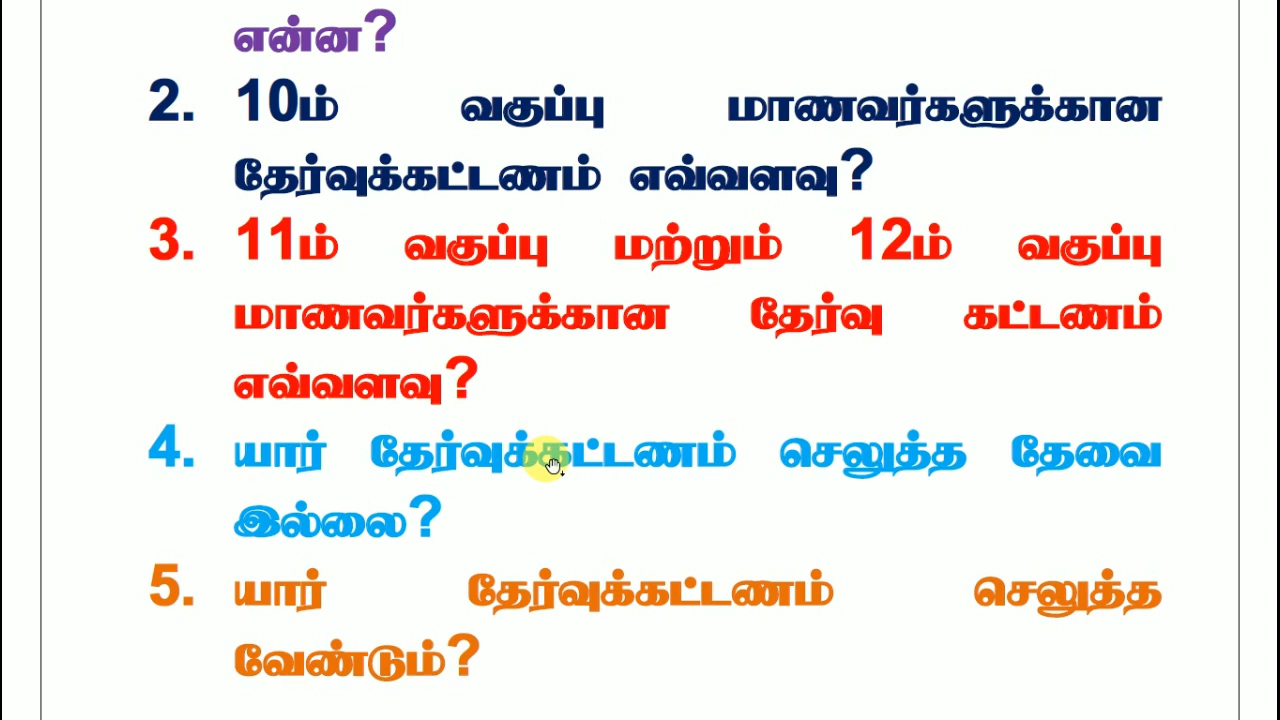 என்ன?
2. 10ம் வகுப்பு மாணவர்களுக்கான
தேர்வுக்கட்டணம் எவ்வளவு?
3. 11ம் வகுப்பு மற்றும் 12ம் வகுப்பு
மாணவர்களுக்கான தேர்வு கட்டணம்
எவ்வளவு?
4. யார் தேர்வுக்கட்டணம் செலுத்த தேவை
இல்லை?
5. யார் தேர்வுக்கட்டணம் செலுத்த
வேண்டும்?